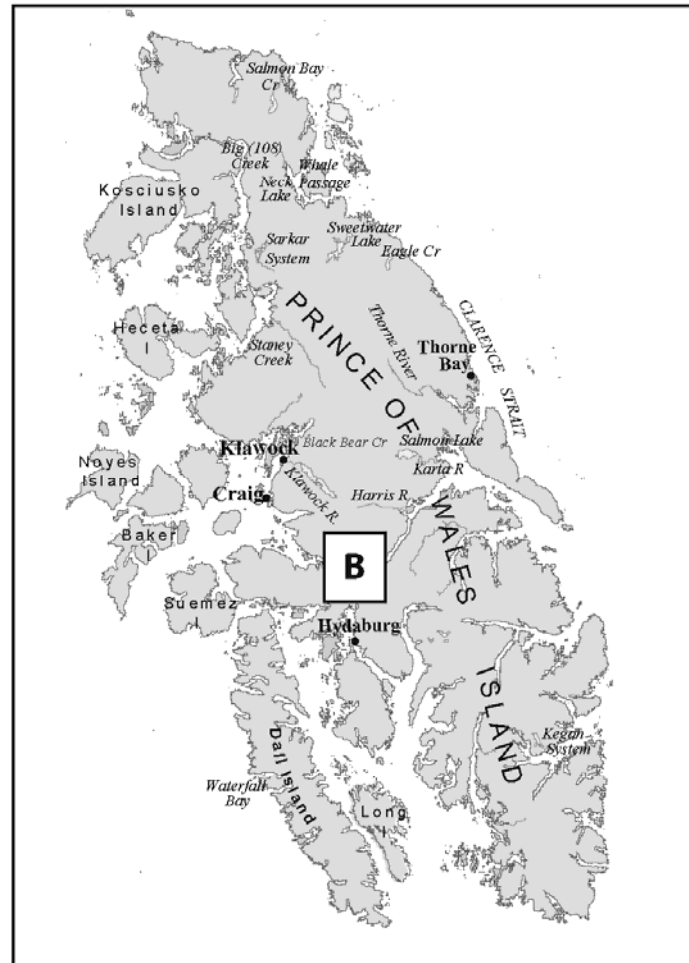 Salmon Bay
Cr
Big (108)
Creek
Whale
Passage
Neck
Lake
Kosciusko
Island
Sweetwater
Lake
Eagle Cr
Sarkar
System
PRINCE OF
WALES
ISLAND
Heceta
I
Staney
Creek
Thorne River
Thorne
Bay
CLARENCE STRAIT
Black Bear Cr
Salmon Lake
Klawock
Karta R
Noyes
Island
Klawock R.
Craig
Harris R.
Baker
I
B
Suemez
I
Hydaburg
Kegan
System
Dall Island
Waterfall
Bay
Long
I